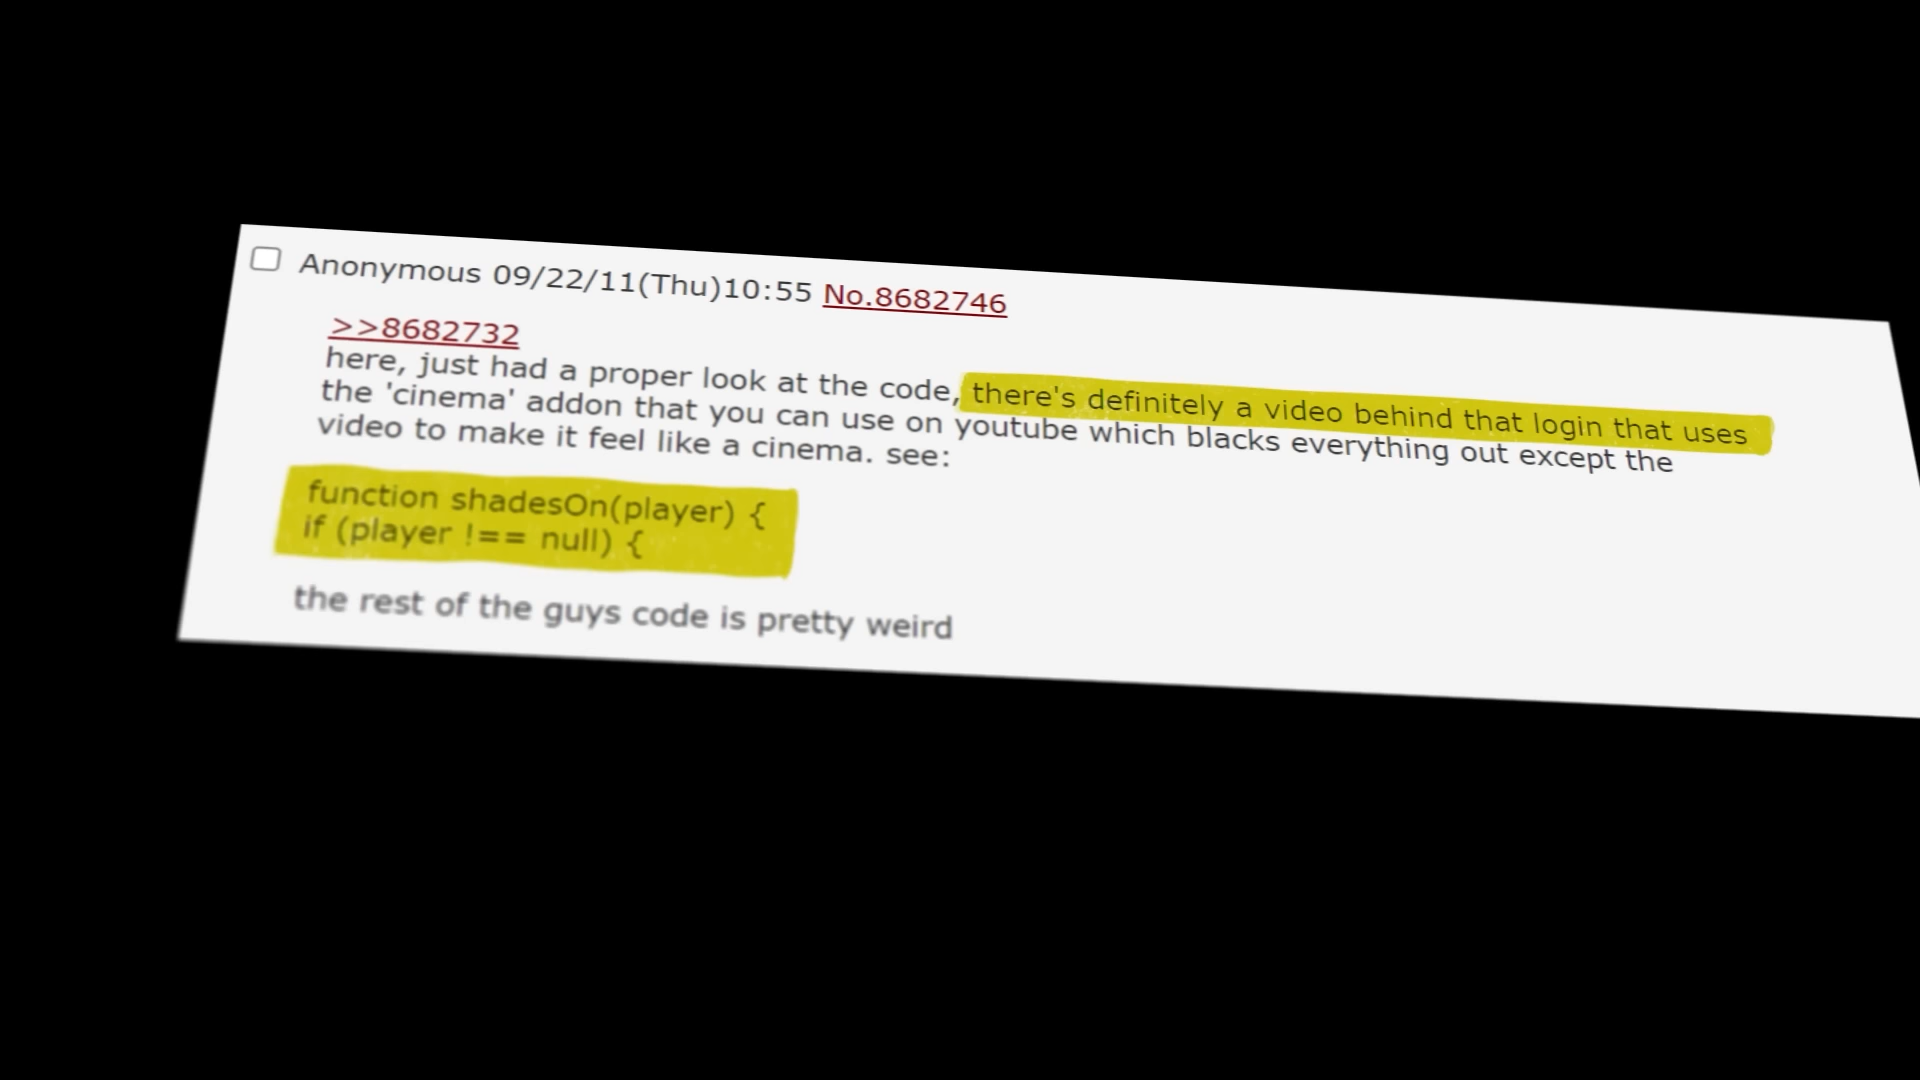 Anonymous 09/22/11(Thu)10:55 No.8682746
>>8682732
here, just had a proper look at the code, there's definitely a video behind that login that uses
the 'cinema' addon that you can use on youtube which blacks everything out except the
video to make it feel like a cinema. see:
function shadesOn(player) {
if (player !== null) {
the rest of the guys code is pretty weird